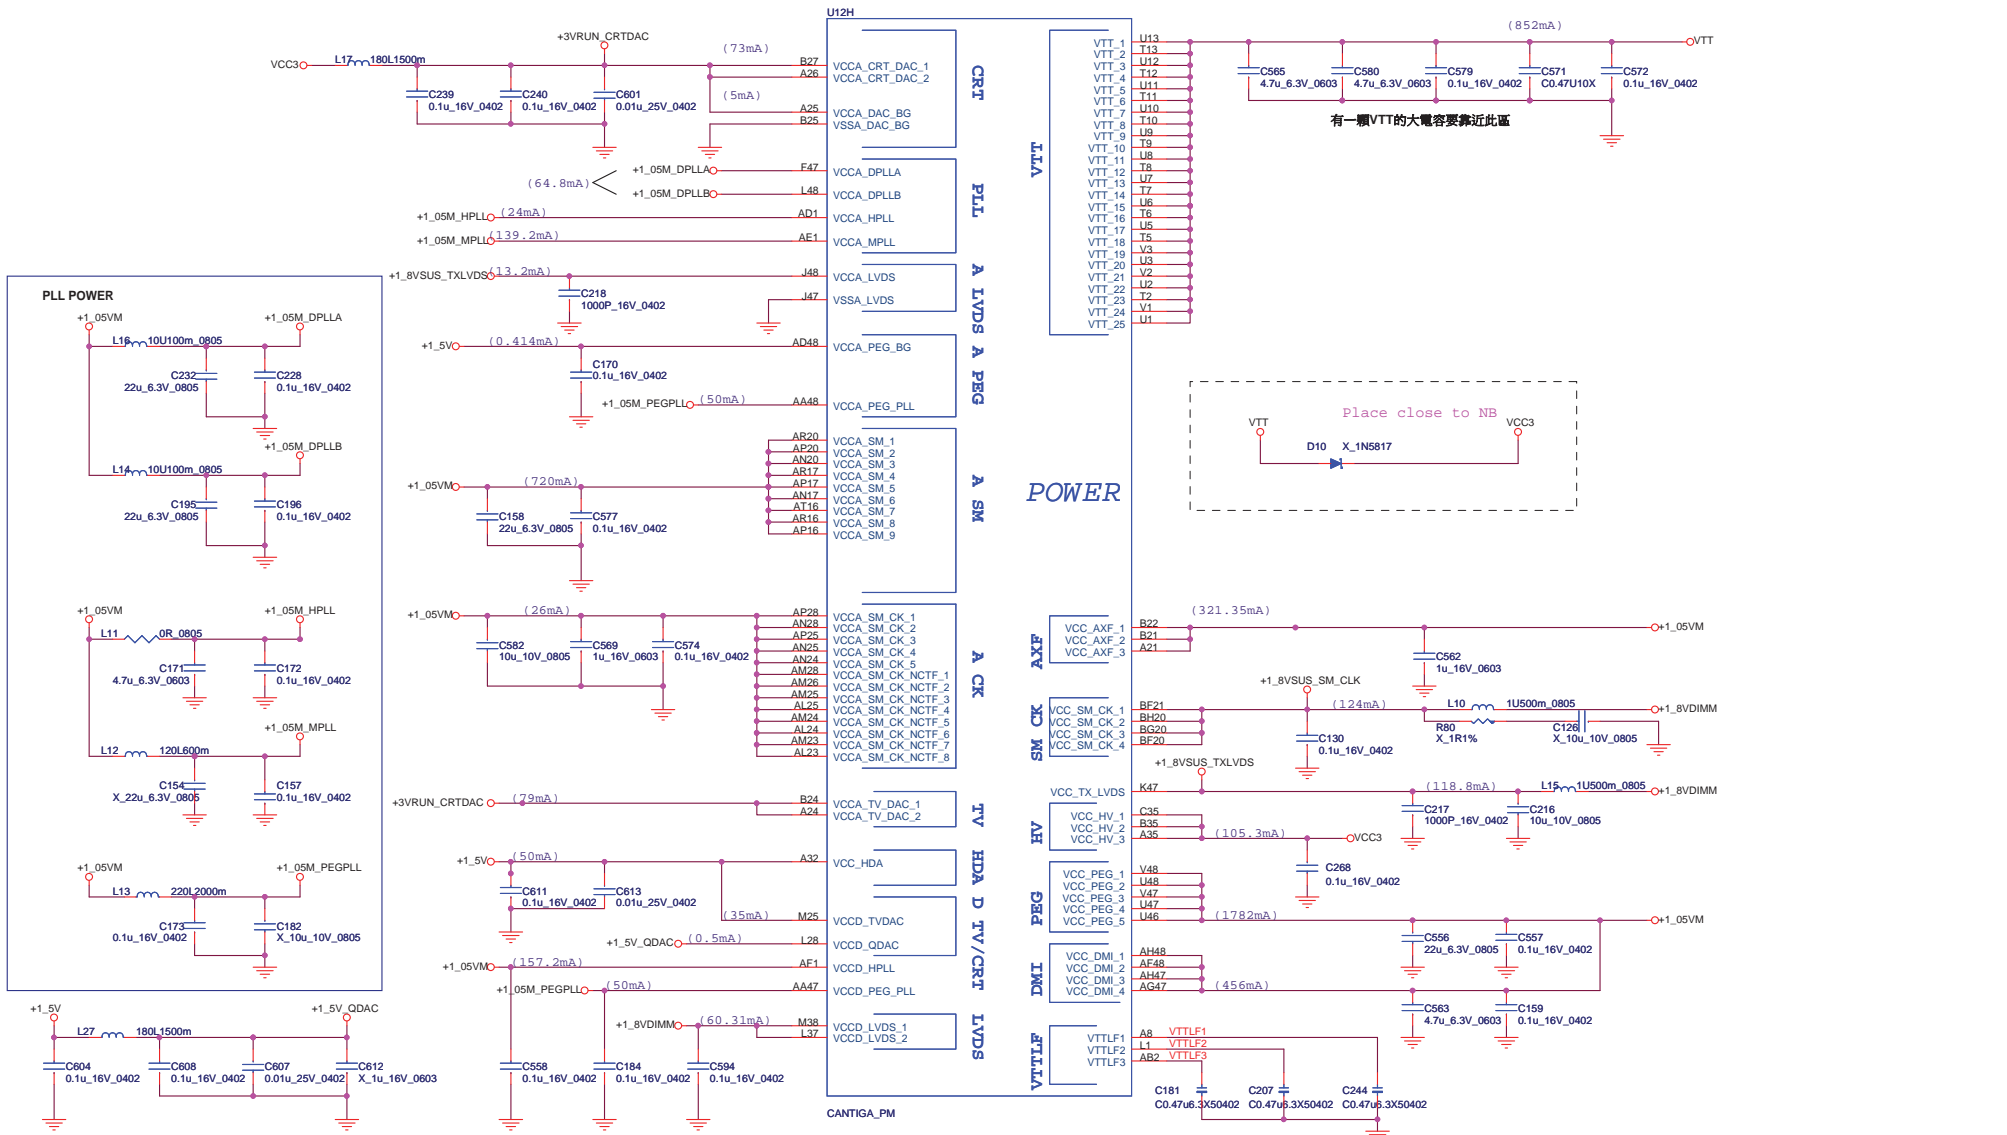 U12H
CRT
PLL
A LVDS
A PEG
A SM
A CK
TV
HDA
D TV/CRT
LVDS
VTT
POWER
AXF
SM CK
HV
PEG
DMI
VTTLF
CANTIGA_PM
+3VRUN_CRTDAC
VCC3
L17 180L1500m
(73mA)
C239
0.1u_16V_0402
C240
0.1u_16V_0402
C601
0.01u_25V_0402
(5mA)
B27 VCCA_CRT_DAC_1
A26 VCCA_CRT_DAC_2
A25 VCCA_DAC_BG
B25 VSSA_DAC_BG
(64.8mA)
+1_05M_DPLLA F47 VCCA_DPLLA
+1_05M_DPLLB L48 VCCA_DPLLB
+1_05M_HPLL (24mA) AD1 VCCA_HPLL
+1_05M_MPLL (139.2mA) AE1 VCCA_MPLL
+1_8VSUS_TXLVDS (13.2mA) J48 VCCA_LVDS
C218
1000P_16V_0402
J47 VSSA_LVDS
+1_5V (0.414mA) AD48 VCCA_PEG_BG
C170
0.1u_16V_0402
+1_05M_PEGPLL (50mA) AA48 VCCA_PEG_PLL
AR20 VCCA_SM_1
AP20 VCCA_SM_2
AN20 VCCA_SM_3
AR17 VCCA_SM_4
AP17 VCCA_SM_5
AN17 VCCA_SM_6
AT16 VCCA_SM_7
AR16 VCCA_SM_8
AP16 VCCA_SM_9
+1_05VM (720mA)
C158
22u_6.3V_0805
C577
0.1u_16V_0402
+1_05VM (26mA)
C582
10u_10V_0805
C569
1u_16V_0603
C574
0.1u_16V_0402
AP28 VCCA_SM_CK_1
AN28 VCCA_SM_CK_2
AP25 VCCA_SM_CK_3
AN25 VCCA_SM_CK_4
AN24 VCCA_SM_CK_5
AM28 VCCA_SM_CK_NCTF_1
AM26 VCCA_SM_CK_NCTF_2
AM25 VCCA_SM_CK_NCTF_3
AL25 VCCA_SM_CK_NCTF_4
AM24 VCCA_SM_CK_NCTF_5
AL24 VCCA_SM_CK_NCTF_6
AM23 VCCA_SM_CK_NCTF_7
AL23 VCCA_SM_CK_NCTF_8
+3VRUN_CRTDAC (79mA)
B24 VCCA_TV_DAC_1
A24 VCCA_TV_DAC_2
+1_5V (50mA) A32 VCC_HDA
C611
0.1u_16V_0402
C613
0.01u_25V_0402
(35mA) M25 VCCD_TVDAC
+1_5V_QDAC (0.5mA) L28 VCCD_QDAC
+1_05VM (157.2mA) AF1 VCCD_HPLL
+1_05M_PEGPLL (50mA) AA47 VCCD_PEG_PLL
+1_8VDIMM (60.31mA) M38 VCCD_LVDS_1
L37 VCCD_LVDS_2
C558
0.1u_16V_0402
C184
0.1u_16V_0402
C594
0.1u_16V_0402
PLL POWER
+1_05VM +1_05M_DPLLA
L16 10U100m_0805
C232
22u_6.3V_0805
C228
0.1u_16V_0402
+1_05M_DPLLB
L14 10U100m_0805
C195
22u_6.3V_0805
C196
0.1u_16V_0402
+1_05VM +1_05M_HPLL
L11 0R_0805
C171
4.7u_6.3V_0603
C172
0.1u_16V_0402
+1_05M_MPLL
L12 120L600m
C154
X_22u_6.3V_0805
C157
0.1u_16V_0402
+1_05VM +1_05M_PEGPLL
L13 220L2000m
C173
0.1u_16V_0402
C182
X_10u_10V_0805
+1_5V +1_5V_QDAC
L27 180L1500m
C604
0.1u_16V_0402
C608
0.1u_16V_0402
C607
0.01u_25V_0402
C612
X_1u_16V_0603
VTT_1 U13
VTT_2 T13
VTT_3 U12
VTT_4 T12
VTT_5 U11
VTT_6 T11
VTT_7 U10
VTT_8 T10
VTT_9 U9
VTT_10 T9
VTT_11 U8
VTT_12 T8
VTT_13 U7
VTT_14 T7
VTT_15 U6
VTT_16 T6
VTT_17 U5
VTT_18 T5
VTT_19 V3
VTT_20 U3
VTT_21 V2
VTT_22 U2
VTT_23 T2
VTT_24 V1
VTT_25 U1
(852mA)
VTT
C565
4.7u_6.3V_0603
C580
4.7u_6.3V_0603
C579
0.1u_16V_0402
C571
C0.47U10X
C572
0.1u_16V_0402
有一顆VTT的大電容要靠近此區
Place close to NB
VTT VCC3
D10 X_1N5817
(321.35mA)
VCC_AXF_1 B22
VCC_AXF_2 B21
VCC_AXF_3 A21
+1_05VM
C562
1u_16V_0603
+1_8VSUS_SM_CLK
VCC_SM_CK_1 BF21
VCC_SM_CK_2 BH20
VCC_SM_CK_3 BG20
VCC_SM_CK_4 BF20
(124mA)
L10 1U500m_0805
+1_8VDIMM
R80
X_1R1%
C126
X_10u_10V_0805
C130
0.1u_16V_0402
+1_8VSUS_TXLVDS
VCC_TX_LVDS K47
(118.8mA)
L15 1U500m_0805
+1_8VDIMM
C217
1000P_16V_0402
C216
10u_10V_0805
VCC_HV_1 C35
VCC_HV_2 B35
VCC_HV_3 A35
(105.3mA)
VCC3
C268
0.1u_16V_0402
VCC_PEG_1 V48
VCC_PEG_2 U48
VCC_PEG_3 V47
VCC_PEG_4 U47
VCC_PEG_5 U46
(1782mA)
+1_05VM
C556
22u_6.3V_0805
C557
0.1u_16V_0402
VCC_DMI_1 AH48
VCC_DMI_2 AF48
VCC_DMI_3 AH47
VCC_DMI_4 AG47
(456mA)
C563
4.7u_6.3V_0603
C159
0.1u_16V_0402
VTTLF1 A8 VTTLF1
VTTLF2 L1 VTTLF2
VTTLF3 AB2 VTTLF3
C181
C0.47u6.3X50402
C207
C0.47u6.3X50402
C244
C0.47u6.3X50402